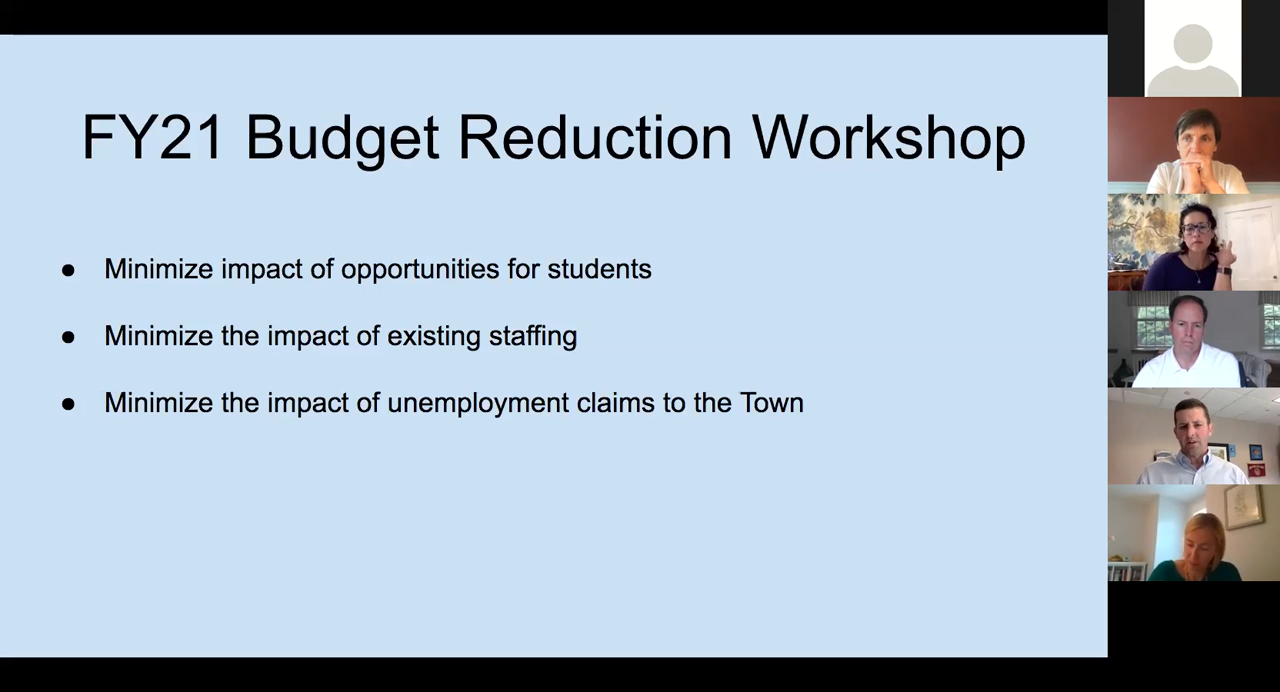 FY21 Budget Reduction Workshop
● Minimize impact of opportunities for students
● Minimize the impact of existing staffing
● Minimize the impact of unemployment claims to the Town